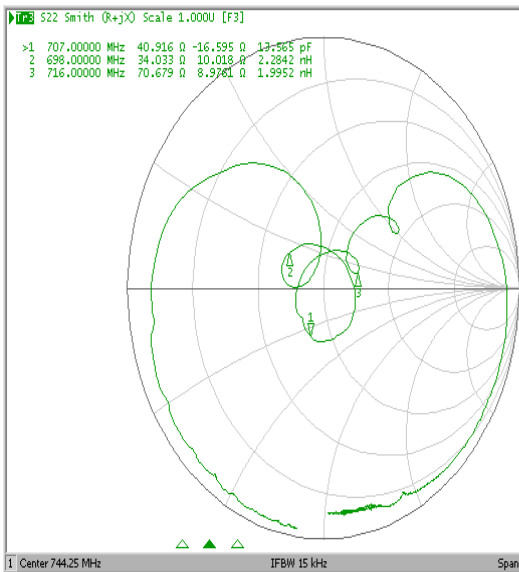 Tr3 S22 Smith (R+jX) Scale 1.000U [F3]
>1 707.00000 MHz 40.916 Ω -16.595 Ω 13.565 pF
2 698.00000 MHz 34.033 Ω 10.018 Ω 2.2842 nH
3 716.00000 MHz 70.679 Ω 8.9761 Ω 1.9952 nH
2
3
1
1 Center 744.25 MHz IFBW 15 kHz Span